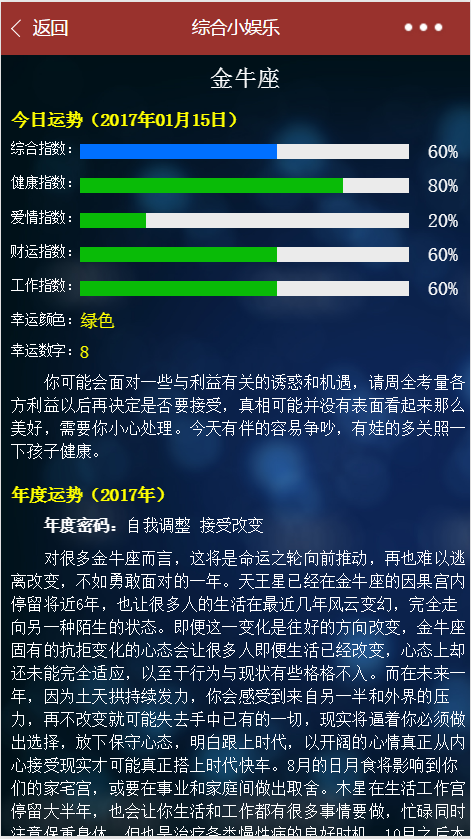 返回
综合小娱乐
金牛座
今日运势（2017年01月15日）
综合指数：
60%
健康指数：
80%
爱情指数：
20%
财运指数：
60%
工作指数：
60%
幸运颜色：绿色
幸运数字：8
你可能会面对一些与利益有关的诱惑和机遇，请周全考量各
方利益以后再决定是否要接受，真相可能并没有表面看起来那么
美好，需要你小心处理。今天有伴的容易争吵，有娃的多关照一
下孩子健康。
年度运势（2017年）
年度密码：自我调整 接受改变
对很多金牛座而言，这将是命运之轮向前推动，再也难以逃
离改变，不如勇敢面对的一年。天王星已经在金牛座的因果宫内
停留将近6年，也让很多人的生活在最近几年风云变幻，完全走
向另一种陌生的状态。即便这一变化是往好的方向改变，金牛座
固有的抗拒变化的心态会让很多人即便生活已经改变，心态上却
还未能完全适应，以至于行为与现状有些格格不入。而在未来一
年，因为土天拱持续发力，你会感受到来自另一半和外界的压
力，再不改变就可能失去手中已有的一切，现实将逼着你必须做
出选择，放下保守心态，明白跟上时代，以开阔的心情真正从内
心接受现实才可能真正搭上时代快车。8月的日月食将影响到你
们的家宅宫，或要在事业和家庭间做出取舍。木星在生活工作宫
停留大半年，也会让你生活和工作都有很多事情要做，忙碌同时
注意保重身体，但也是治疗各类慢性病的良好时机。10月之后变